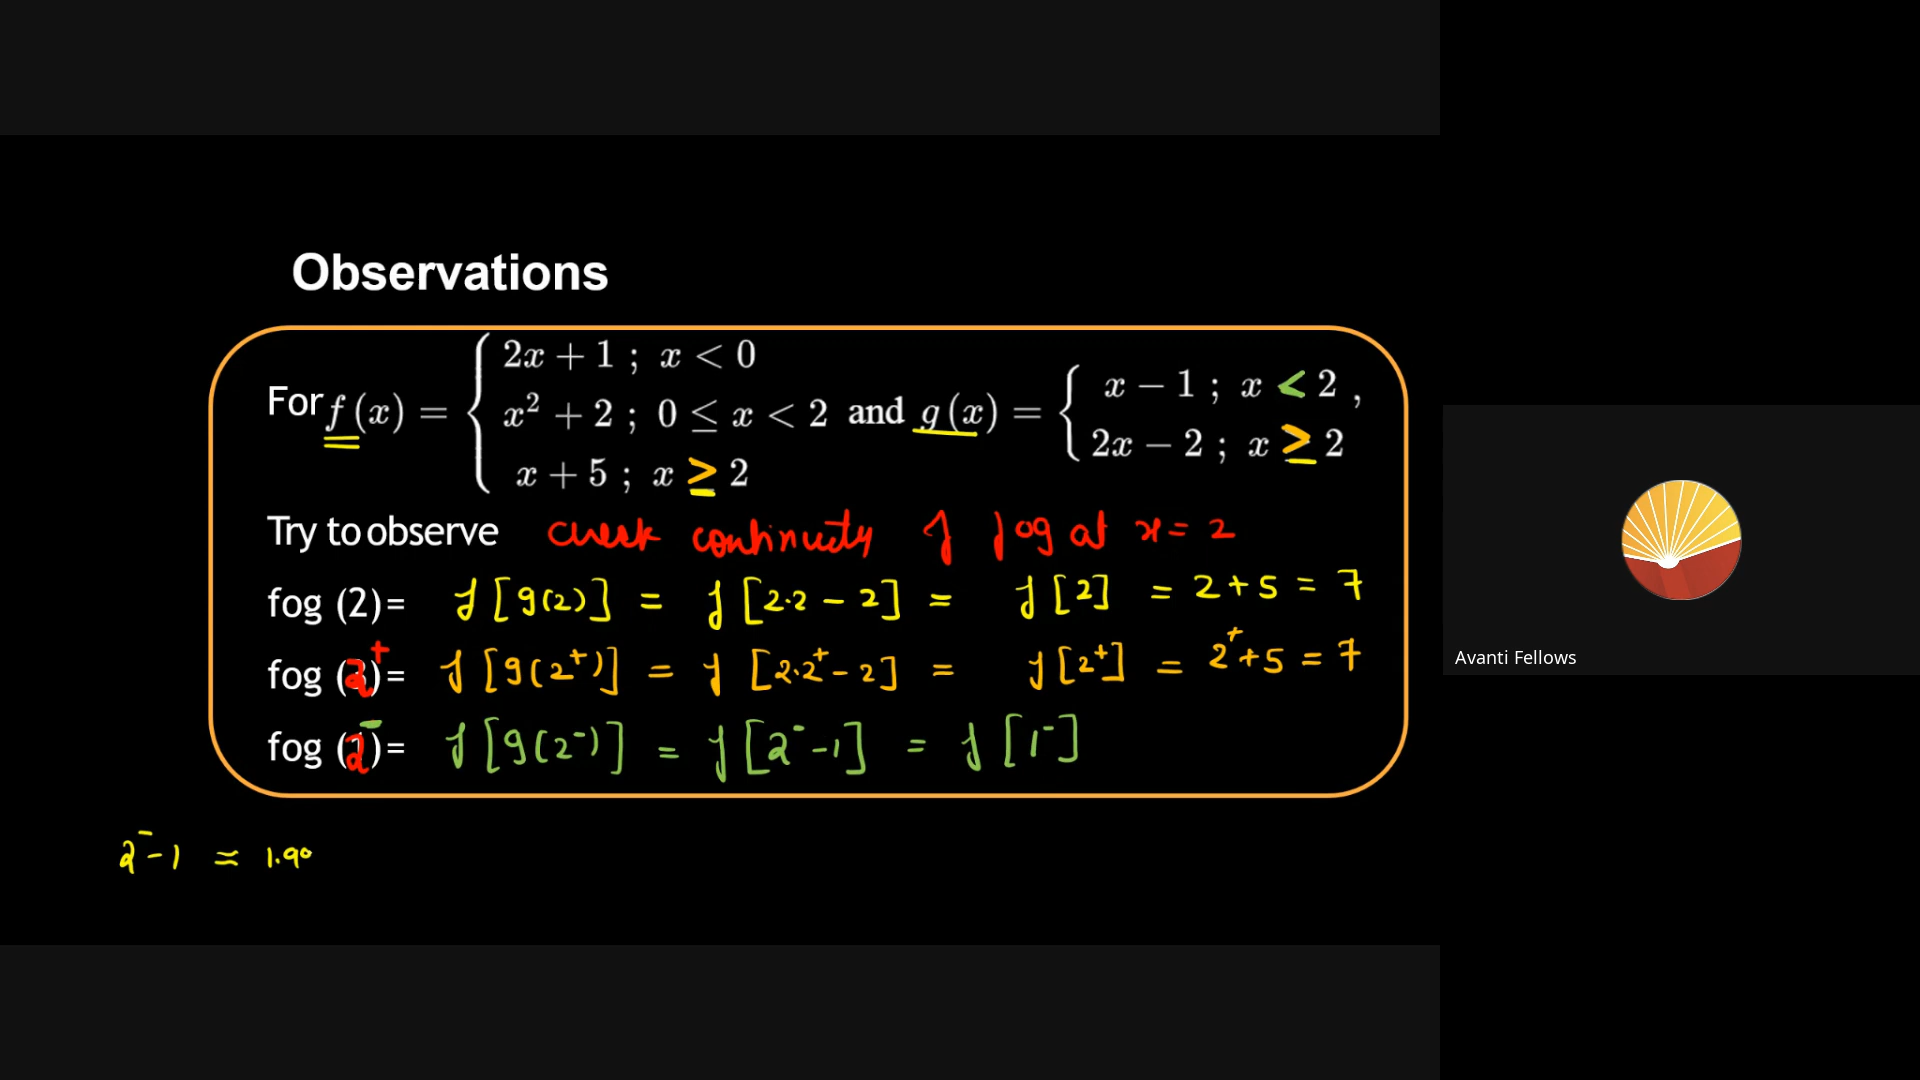 Observations
For f(x) = { 2x + 1 ; x < 0
x² + 2 ; 0 ≤ x < 2 and g(x) = { x − 1 ; x < 2 ,
x + 5 ; x ≥ 2
2x − 2 ; x ≥ 2
Try to observe check continuity of fog at x = 2
fog (2)= f[g(2)] = f[2·2 − 2] = f[2] = 2 + 5 = 7
fog (2⁺)= f[g(2⁺)] = f[2·2⁺ − 2] = f[2⁺] = 2⁺ + 5 = 7
fog (2⁻)= f[g(2⁻)] = f[2⁻ − 1] = f[1⁻]
2⁻ − 1 = 1.90
Avanti Fellows